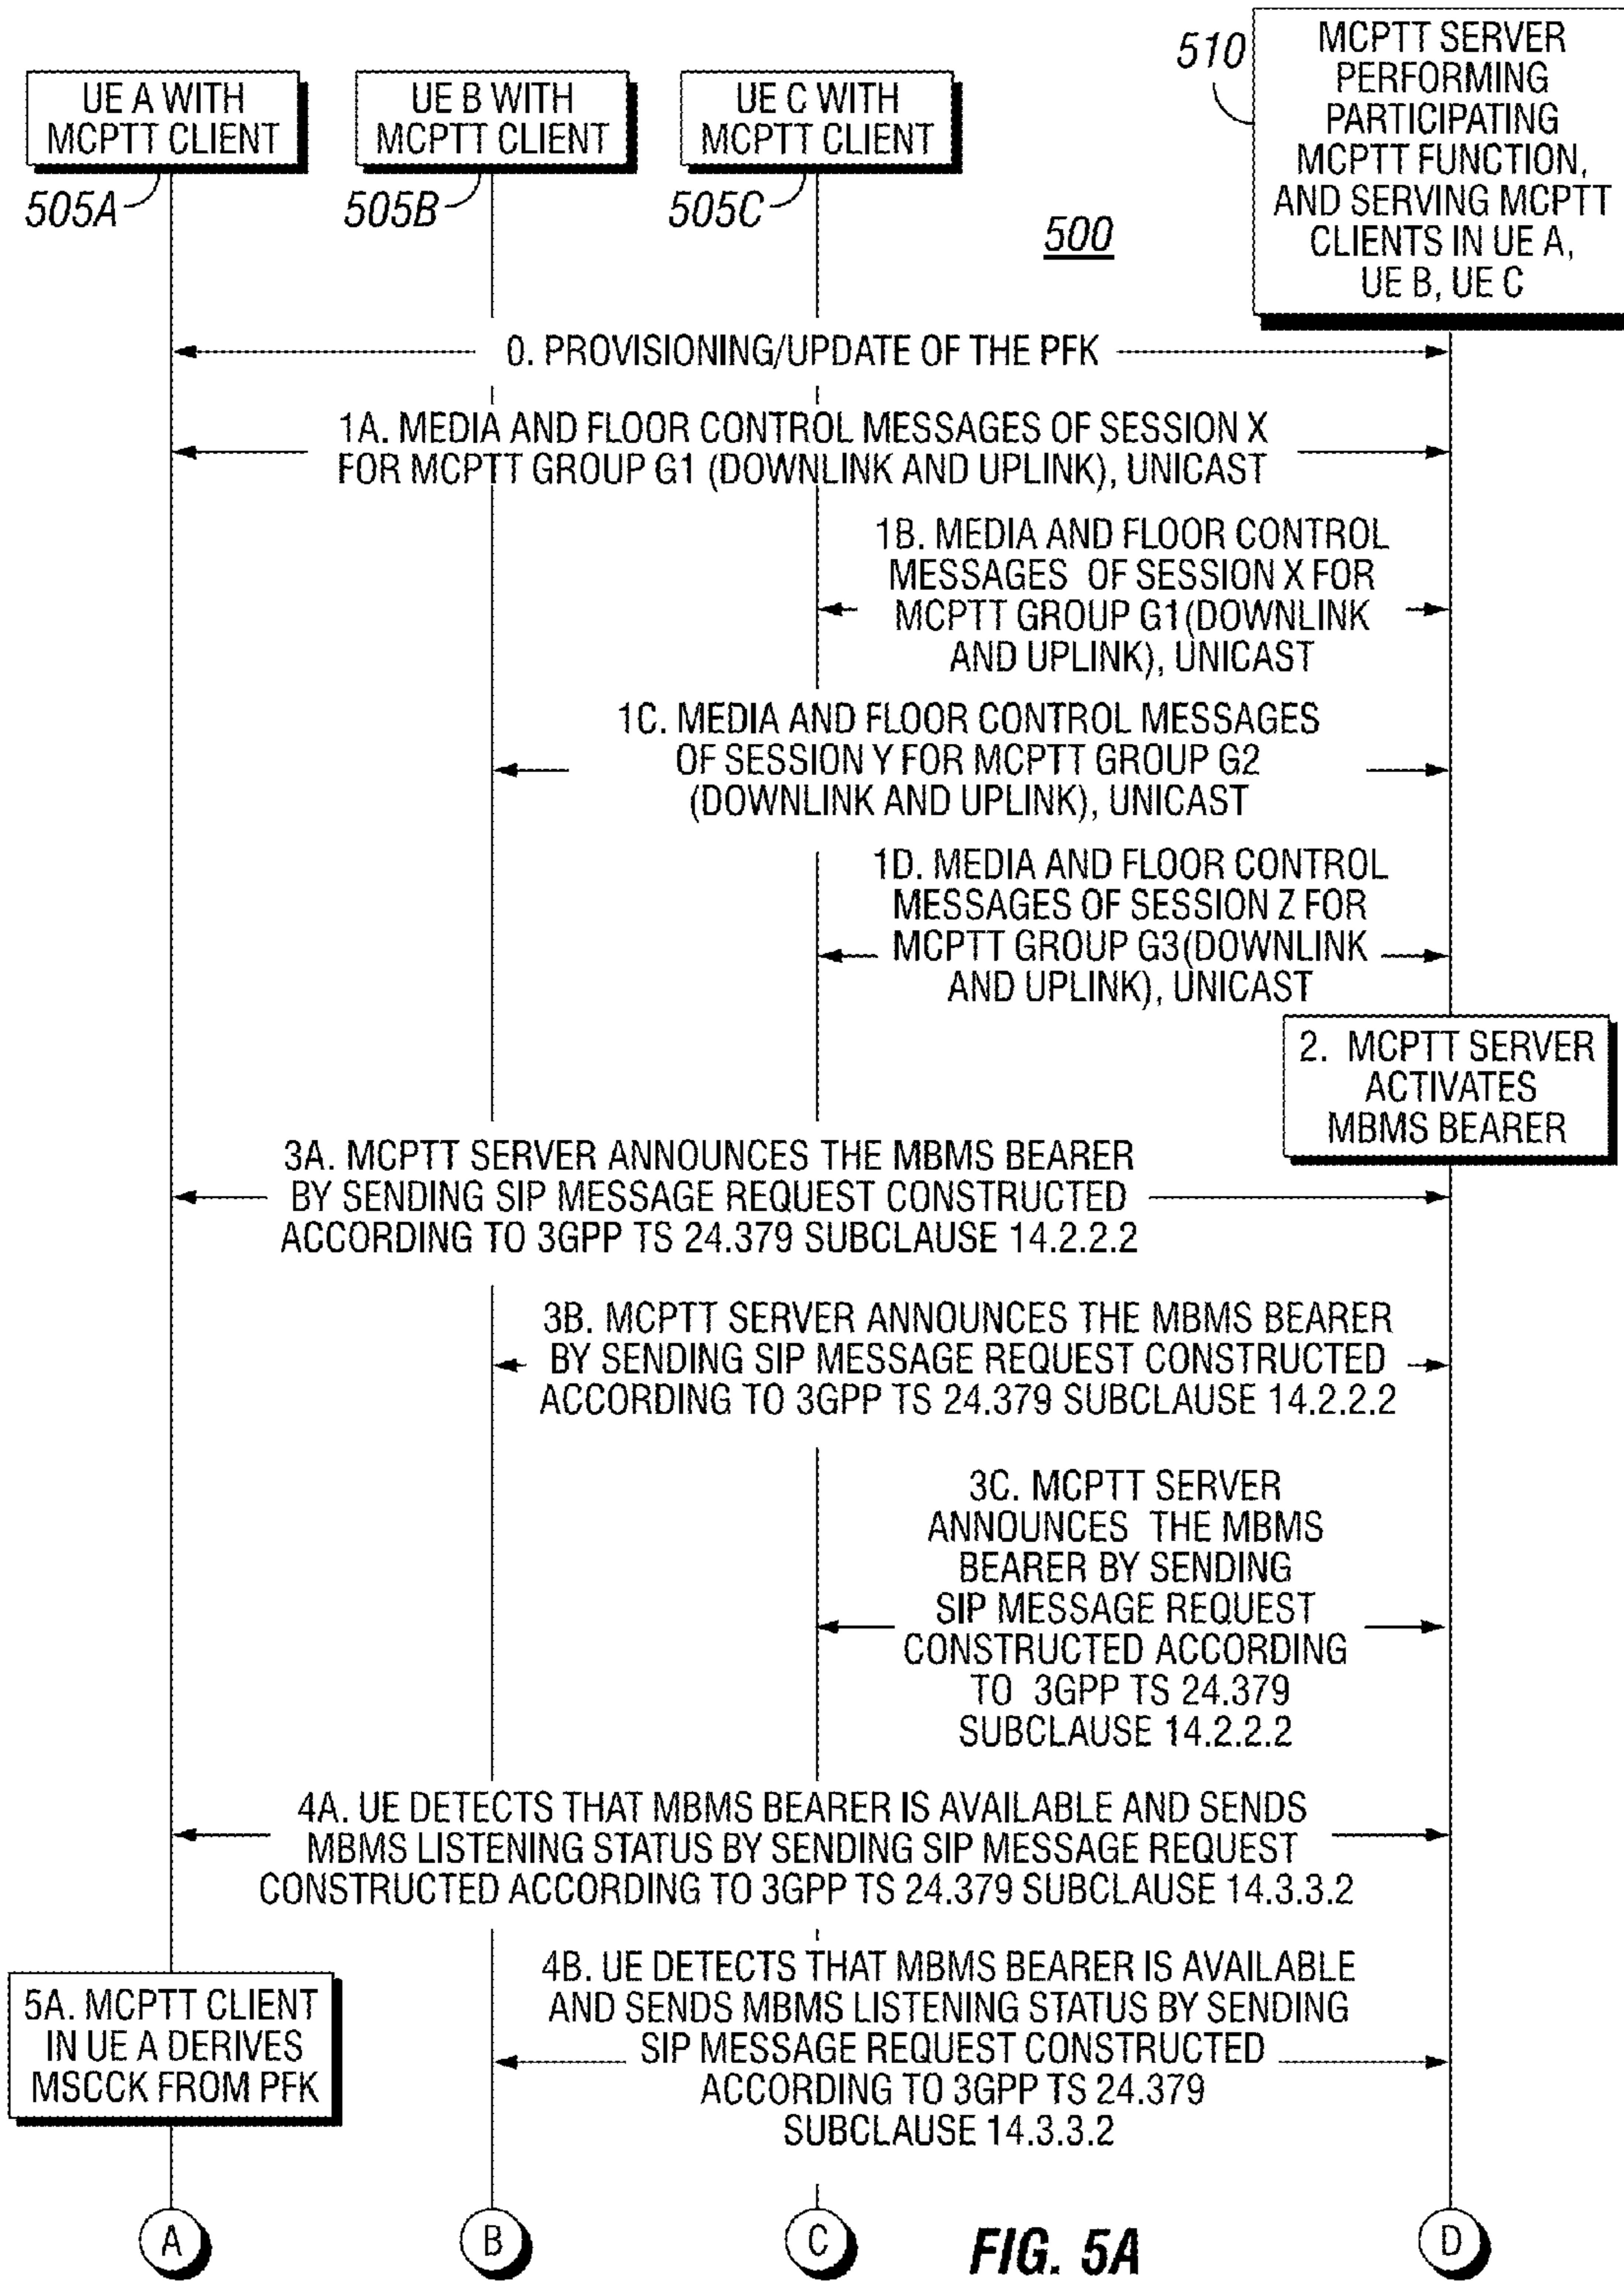 510
MCPTT SERVER
PERFORMING
PARTICIPATING
MCPTT FUNCTION,
AND SERVING MCPTT
CLIENTS IN UE A,
UE B, UE C
UE A WITH
MCPTT CLIENT
UE B WITH
MCPTT CLIENT
UE C WITH
MCPTT CLIENT
505A
505B
505C
500
0. PROVISIONING/UPDATE OF THE PFK
1A. MEDIA AND FLOOR CONTROL MESSAGES OF SESSION X
FOR MCPTT GROUP G1 (DOWNLINK AND UPLINK), UNICAST
1B. MEDIA AND FLOOR CONTROL
MESSAGES OF SESSION X FOR
MCPTT GROUP G1(DOWNLINK
AND UPLINK), UNICAST
1C. MEDIA AND FLOOR CONTROL MESSAGES
OF SESSION Y FOR MCPTT GROUP G2
(DOWNLINK AND UPLINK), UNICAST
1D. MEDIA AND FLOOR CONTROL
MESSAGES OF SESSION Z FOR
MCPTT GROUP G3(DOWNLINK
AND UPLINK), UNICAST
2. MCPTT SERVER
ACTIVATES
MBMS BEARER
3A. MCPTT SERVER ANNOUNCES THE MBMS BEARER
BY SENDING SIP MESSAGE REQUEST CONSTRUCTED
ACCORDING TO 3GPP TS 24.379 SUBCLAUSE 14.2.2.2
3B. MCPTT SERVER ANNOUNCES THE MBMS BEARER
BY SENDING SIP MESSAGE REQUEST CONSTRUCTED
ACCORDING TO 3GPP TS 24.379 SUBCLAUSE 14.2.2.2
3C. MCPTT SERVER
ANNOUNCES THE MBMS
BEARER BY SENDING
SIP MESSAGE REQUEST
CONSTRUCTED ACCORDING
TO 3GPP TS 24.379
SUBCLAUSE 14.2.2.2
4A. UE DETECTS THAT MBMS BEARER IS AVAILABLE AND SENDS
MBMS LISTENING STATUS BY SENDING SIP MESSAGE REQUEST
CONSTRUCTED ACCORDING TO 3GPP TS 24.379 SUBCLAUSE 14.3.3.2
4B. UE DETECTS THAT MBMS BEARER IS AVAILABLE
AND SENDS MBMS LISTENING STATUS BY SENDING
SIP MESSAGE REQUEST CONSTRUCTED
ACCORDING TO 3GPP TS 24.379
SUBCLAUSE 14.3.3.2
5A. MCPTT CLIENT
IN UE A DERIVES
MSCCK FROM PFK
A
B
C
D
FIG. 5A